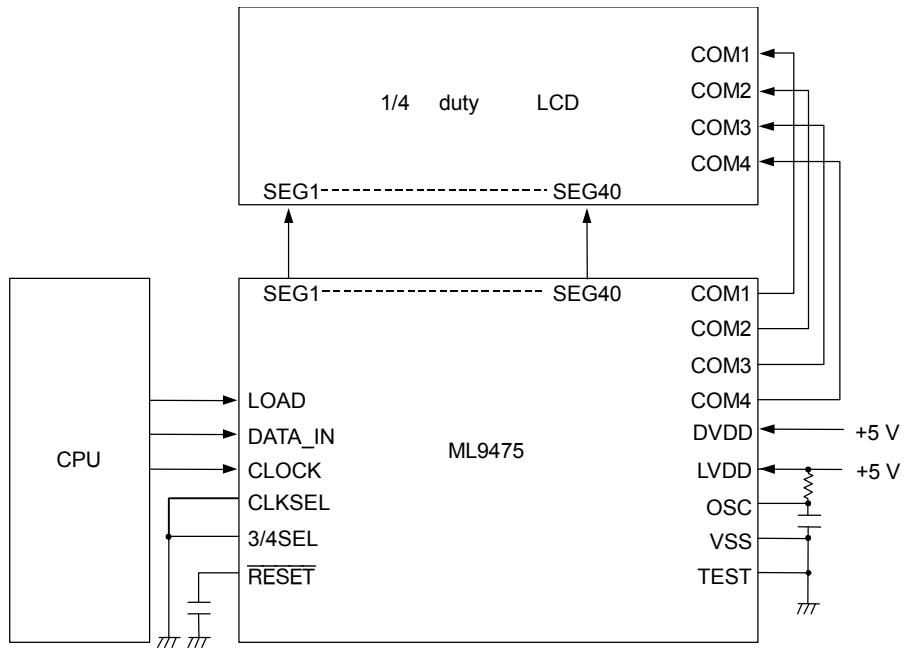 COM1
COM2
1/4 duty LCD
COM3
COM4
SEG1 SEG40
SEG1 SEG40
COM1
COM2
COM3
LOAD
COM4
DATA_IN
DVDD
+5 V
CPU
ML9475
CLOCK
LVDD
+5 V
CLKSEL
OSC
3/4SEL
VSS
RESET
TEST